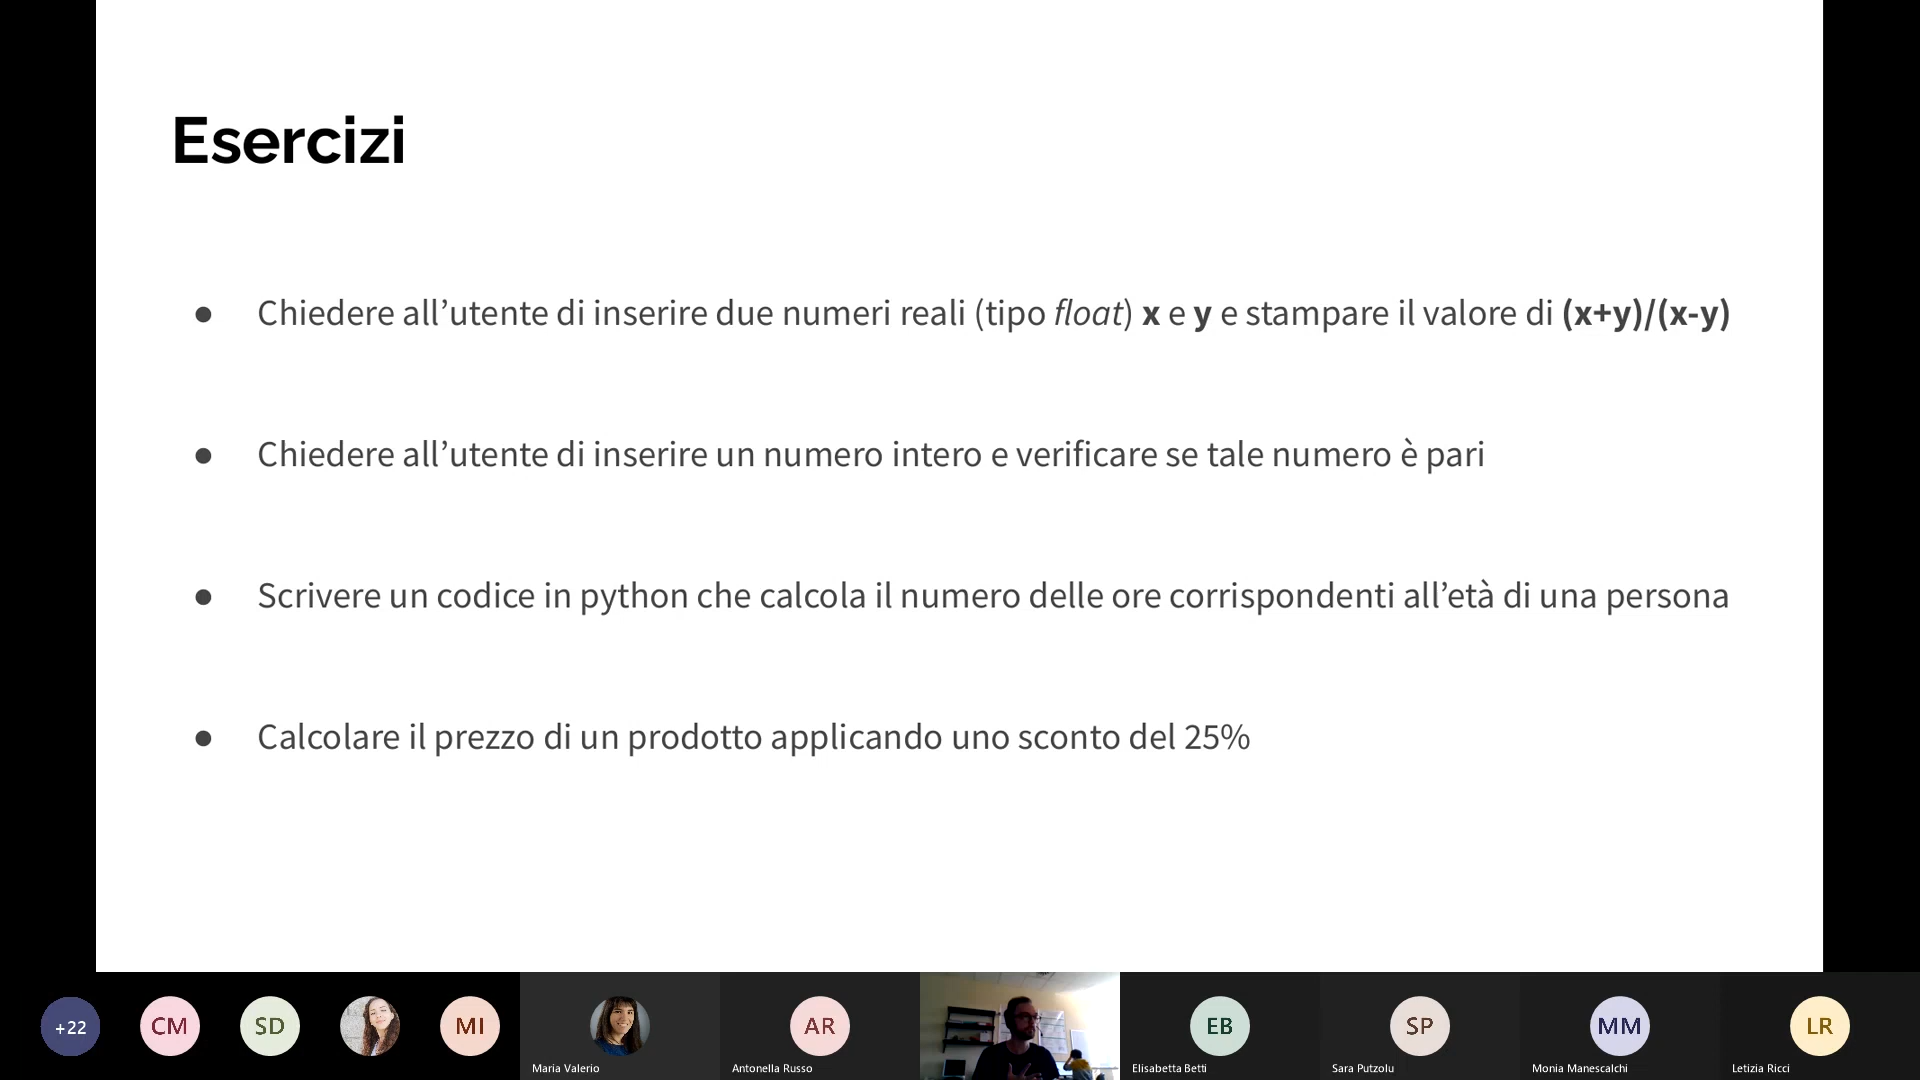 Esercizi
● Chiedere all’utente di inserire due numeri reali (tipo float) x e y e stampare il valore di (x+y)/(x-y)
● Chiedere all’utente di inserire un numero intero e verificare se tale numero è pari
● Scrivere un codice in python che calcola il numero delle ore corrispondenti all’età di una persona
● Calcolare il prezzo di un prodotto applicando uno sconto del 25%
+22 CM SD MI AR EB SP MM LR
Maria Valerio Antonella Russo Elisabetta Betti Sara Putzolu Monia Manescalchi Letizia Ricci